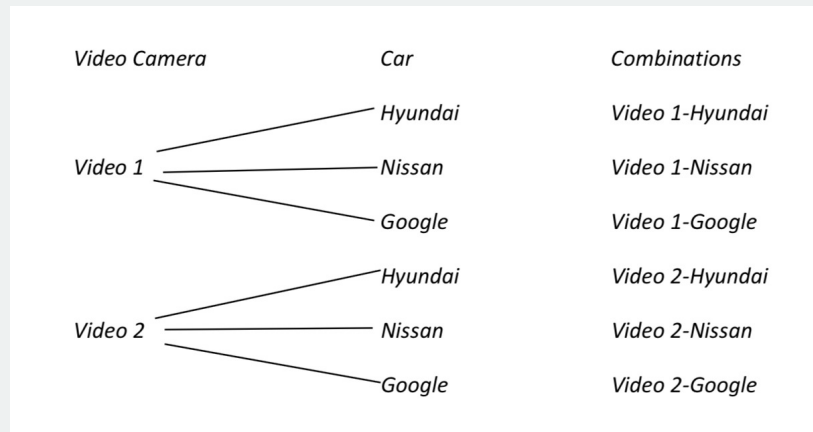 Video Camera Car Combinations
Hyundai Video 1-Hyundai
Video 1 Nissan Video 1-Nissan
Google Video 1-Google
Hyundai Video 2-Hyundai
Video 2 Nissan Video 2-Nissan
Google Video 2-Google